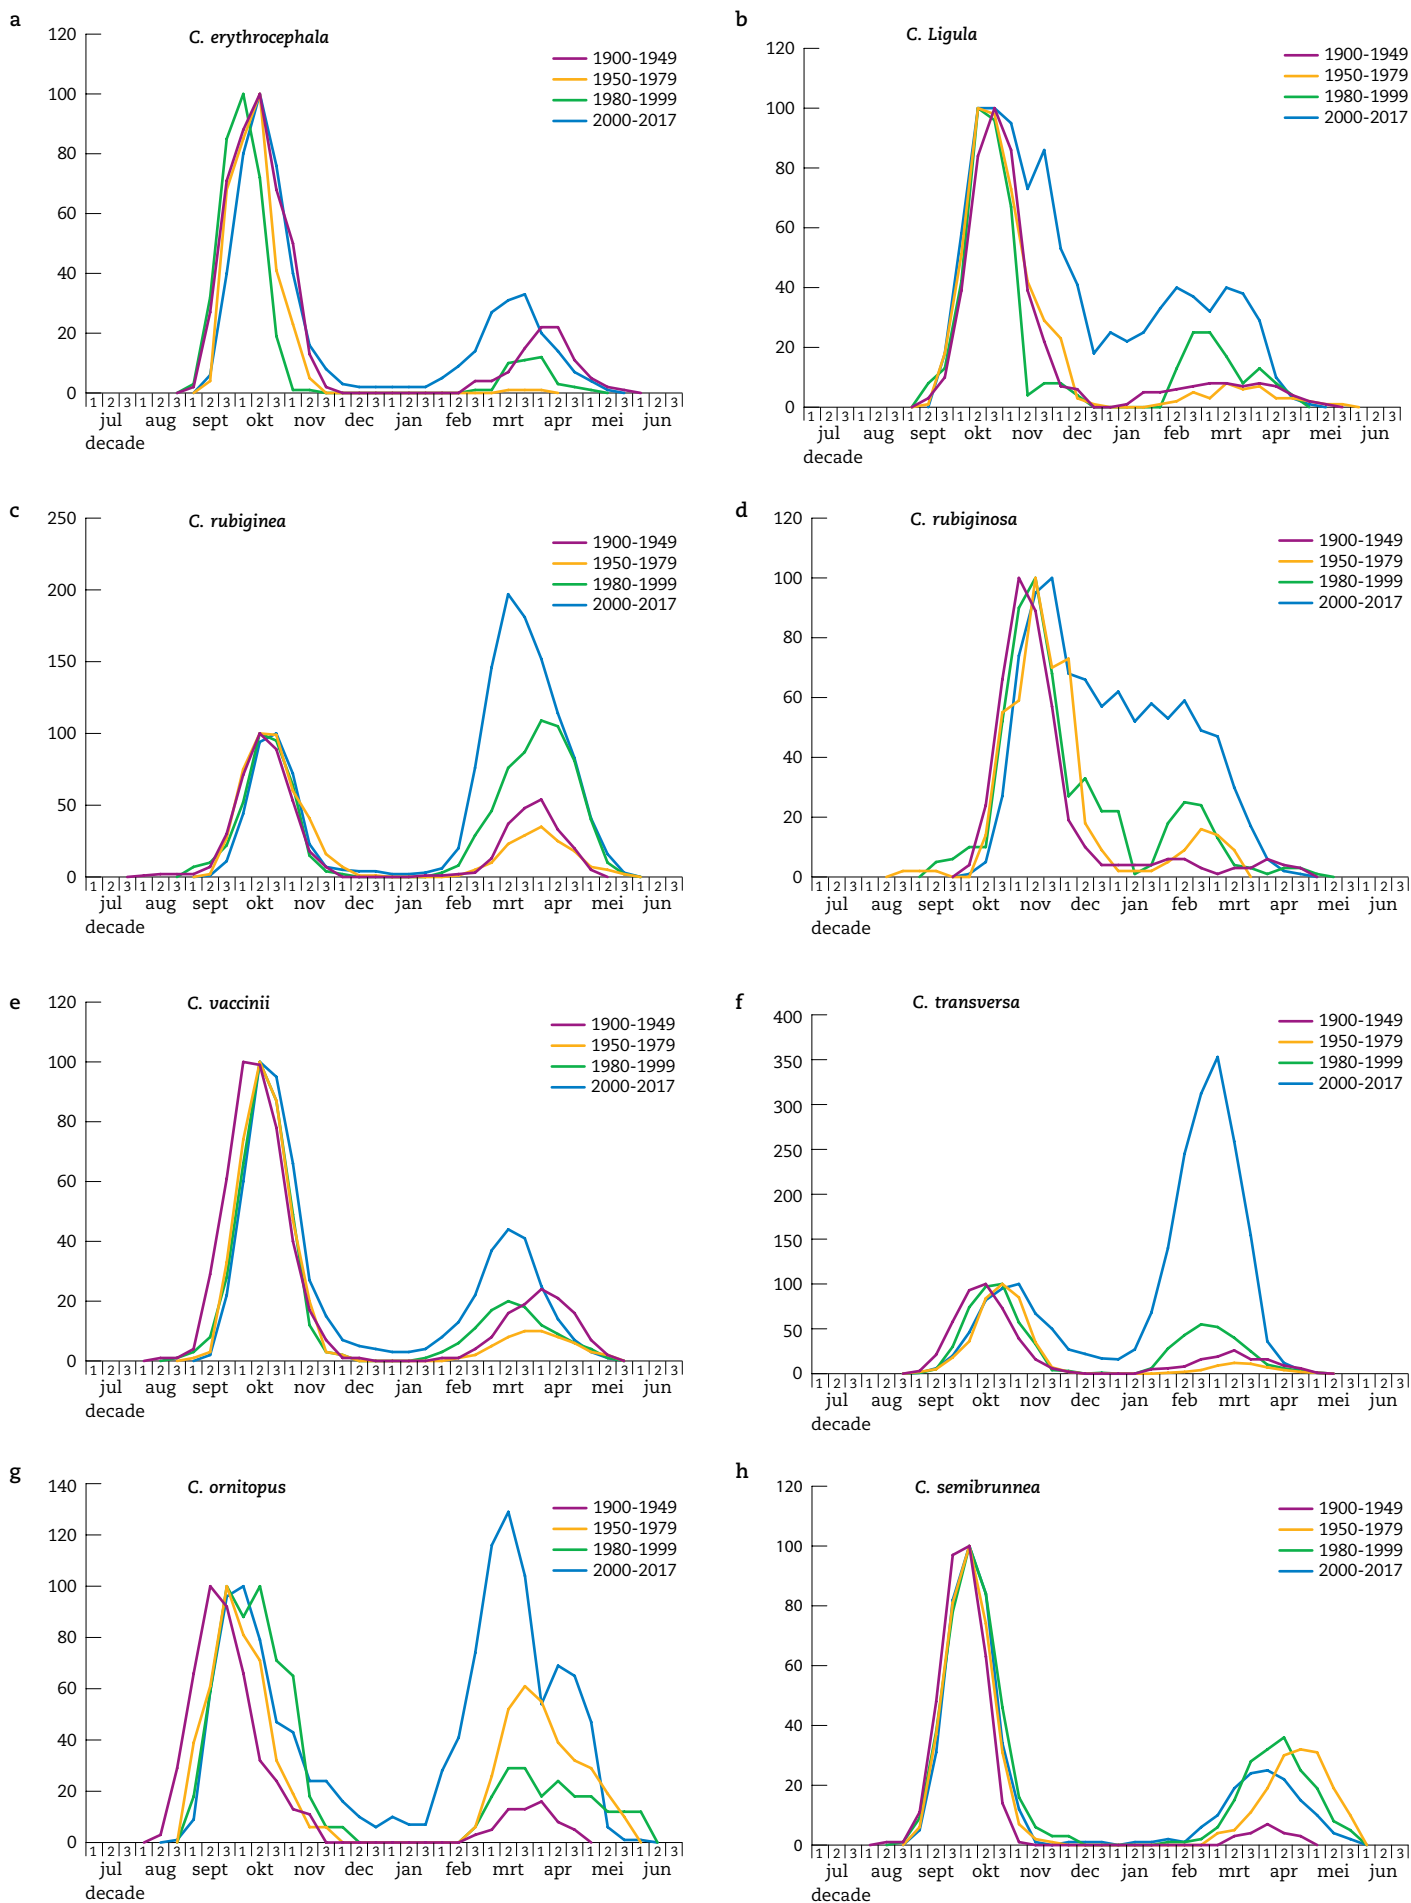 a
C. erythrocephala
1900-1949
1950-1979
1980-1999
2000-2017
120
100
80
60
40
20
0
1 2 3 1 2 3 1 2 3 1 2 3 1 2 3 1 2 3 1 2 3 1 2 3 1 2 3 1 2 3 1 2 3 1 2 3
jul aug sept okt nov dec jan feb mrt apr mei jun
decade
b
C. Ligula
1900-1949
1950-1979
1980-1999
2000-2017
120
100
80
60
40
20
0
1 2 3 1 2 3 1 2 3 1 2 3 1 2 3 1 2 3 1 2 3 1 2 3 1 2 3 1 2 3 1 2 3 1 2 3
jul aug sept okt nov dec jan feb mrt apr mei jun
decade
c
C. rubiginea
1900-1949
1950-1979
1980-1999
2000-2017
250
200
150
100
50
0
1 2 3 1 2 3 1 2 3 1 2 3 1 2 3 1 2 3 1 2 3 1 2 3 1 2 3 1 2 3 1 2 3 1 2 3
jul aug sept okt nov dec jan feb mrt apr mei jun
decade
d
C. rubiginosa
1900-1949
1950-1979
1980-1999
2000-2017
120
100
80
60
40
20
0
1 2 3 1 2 3 1 2 3 1 2 3 1 2 3 1 2 3 1 2 3 1 2 3 1 2 3 1 2 3 1 2 3 1 2 3
jul aug sept okt nov dec jan feb mrt apr mei jun
decade
e
C. vaccinii
1900-1949
1950-1979
1980-1999
2000-2017
120
100
80
60
40
20
0
1 2 3 1 2 3 1 2 3 1 2 3 1 2 3 1 2 3 1 2 3 1 2 3 1 2 3 1 2 3 1 2 3 1 2 3
jul aug sept okt nov dec jan feb mrt apr mei jun
decade
f
C. transversa
1900-1949
1950-1979
1980-1999
2000-2017
400
350
300
250
200
150
100
50
0
1 2 3 1 2 3 1 2 3 1 2 3 1 2 3 1 2 3 1 2 3 1 2 3 1 2 3 1 2 3 1 2 3 1 2 3
jul aug sept okt nov dec jan feb mrt apr mei jun
decade
g
C. ornitopus
1900-1949
1950-1979
1980-1999
2000-2017
140
120
100
80
60
40
20
0
1 2 3 1 2 3 1 2 3 1 2 3 1 2 3 1 2 3 1 2 3 1 2 3 1 2 3 1 2 3 1 2 3 1 2 3
jul aug sept okt nov dec jan feb mrt apr mei jun
decade
h
C. semibrunnea
1900-1949
1950-1979
1980-1999
2000-2017
120
100
80
60
40
20
0
1 2 3 1 2 3 1 2 3 1 2 3 1 2 3 1 2 3 1 2 3 1 2 3 1 2 3 1 2 3 1 2 3 1 2 3
jul aug sept okt nov dec jan feb mrt apr mei jun
decade